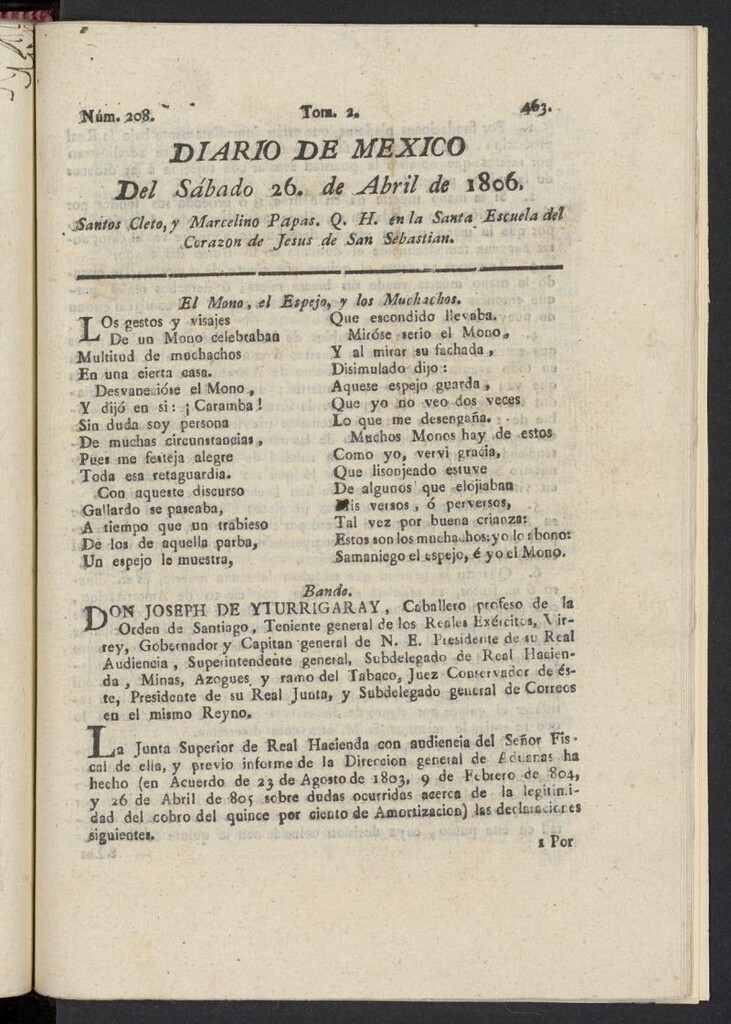 Núm. 208.
Tom. 2.
463.
DIARIO DE MEXICO
Del Sábado 26. de Abril de 1806.
Santos Cleto, y Marcelino Papas. Q. H. en la Santa Escuela del
Corazon de Jesus de San Sebastian.
El Mono, el Espejo, y los Muchachos.
LOs gestos y visajes
De un Mono celebraban
Multitud de muchachos
En una cierta casa.
Desvanecióse el Mono,
Y dijó en si: ¡ Caramba!
Sin duda soy persona
De muchas circunstancias,
Pues me festeja alegre
Toda esa retaguardia.
Con aqueste discurso
Gallardo se paseaba,
A tiempo que un trabieso
De los de aquella parba,
Un espejo le muestra,
Que escondido llevaba.
Miróse serio el Mono,
Y al mirar su fachada,
Disimulado dijo:
Aquese espejo guarda,
Que yo no veo dos veces
Lo que me desengaña.
Muchos Monos hay de estos
Como yo, vervi gracia,
Que lisonjeado estuve
De algunos que elojiaban
Mis versos, ó perversos,
Tal vez por buena crianza:
Estos son los muchachos: yo lo abono:
Samaniego el espejo, é yo el Mono.
Bando.
DON JOSEPH DE YTURRIGARAY, Caballero profeso de la
Orden de Santiago, Teniente general de los Reales Exércitos, Vir-
rey, Gobernador y Capitan general de N. E. Presidente de su Real
Audiencia, Superintendente general, Subdelegado de Real Hacien-
da, Minas, Azogues y ramo del Tabaco, Juez Conservador de és-
te, Presidente de su Real Junta, y Subdelegado general de Correos
en el mismo Reyno.
La Junta Superior de Real Hacienda con audiencia del Señor Fis-
cal de ella, y previo informe de la Direccion general de Aduanas ha
hecho (en Acuerdo de 23 de Agosto de 1803, 9 de Febrero de 804,
y 26 de Abril de 805 sobre dudas ocurridas acerca de la legitimi-
dad del cobro del quince por ciento de Amortizacion) las declaraciones
siguientes.
1 Por